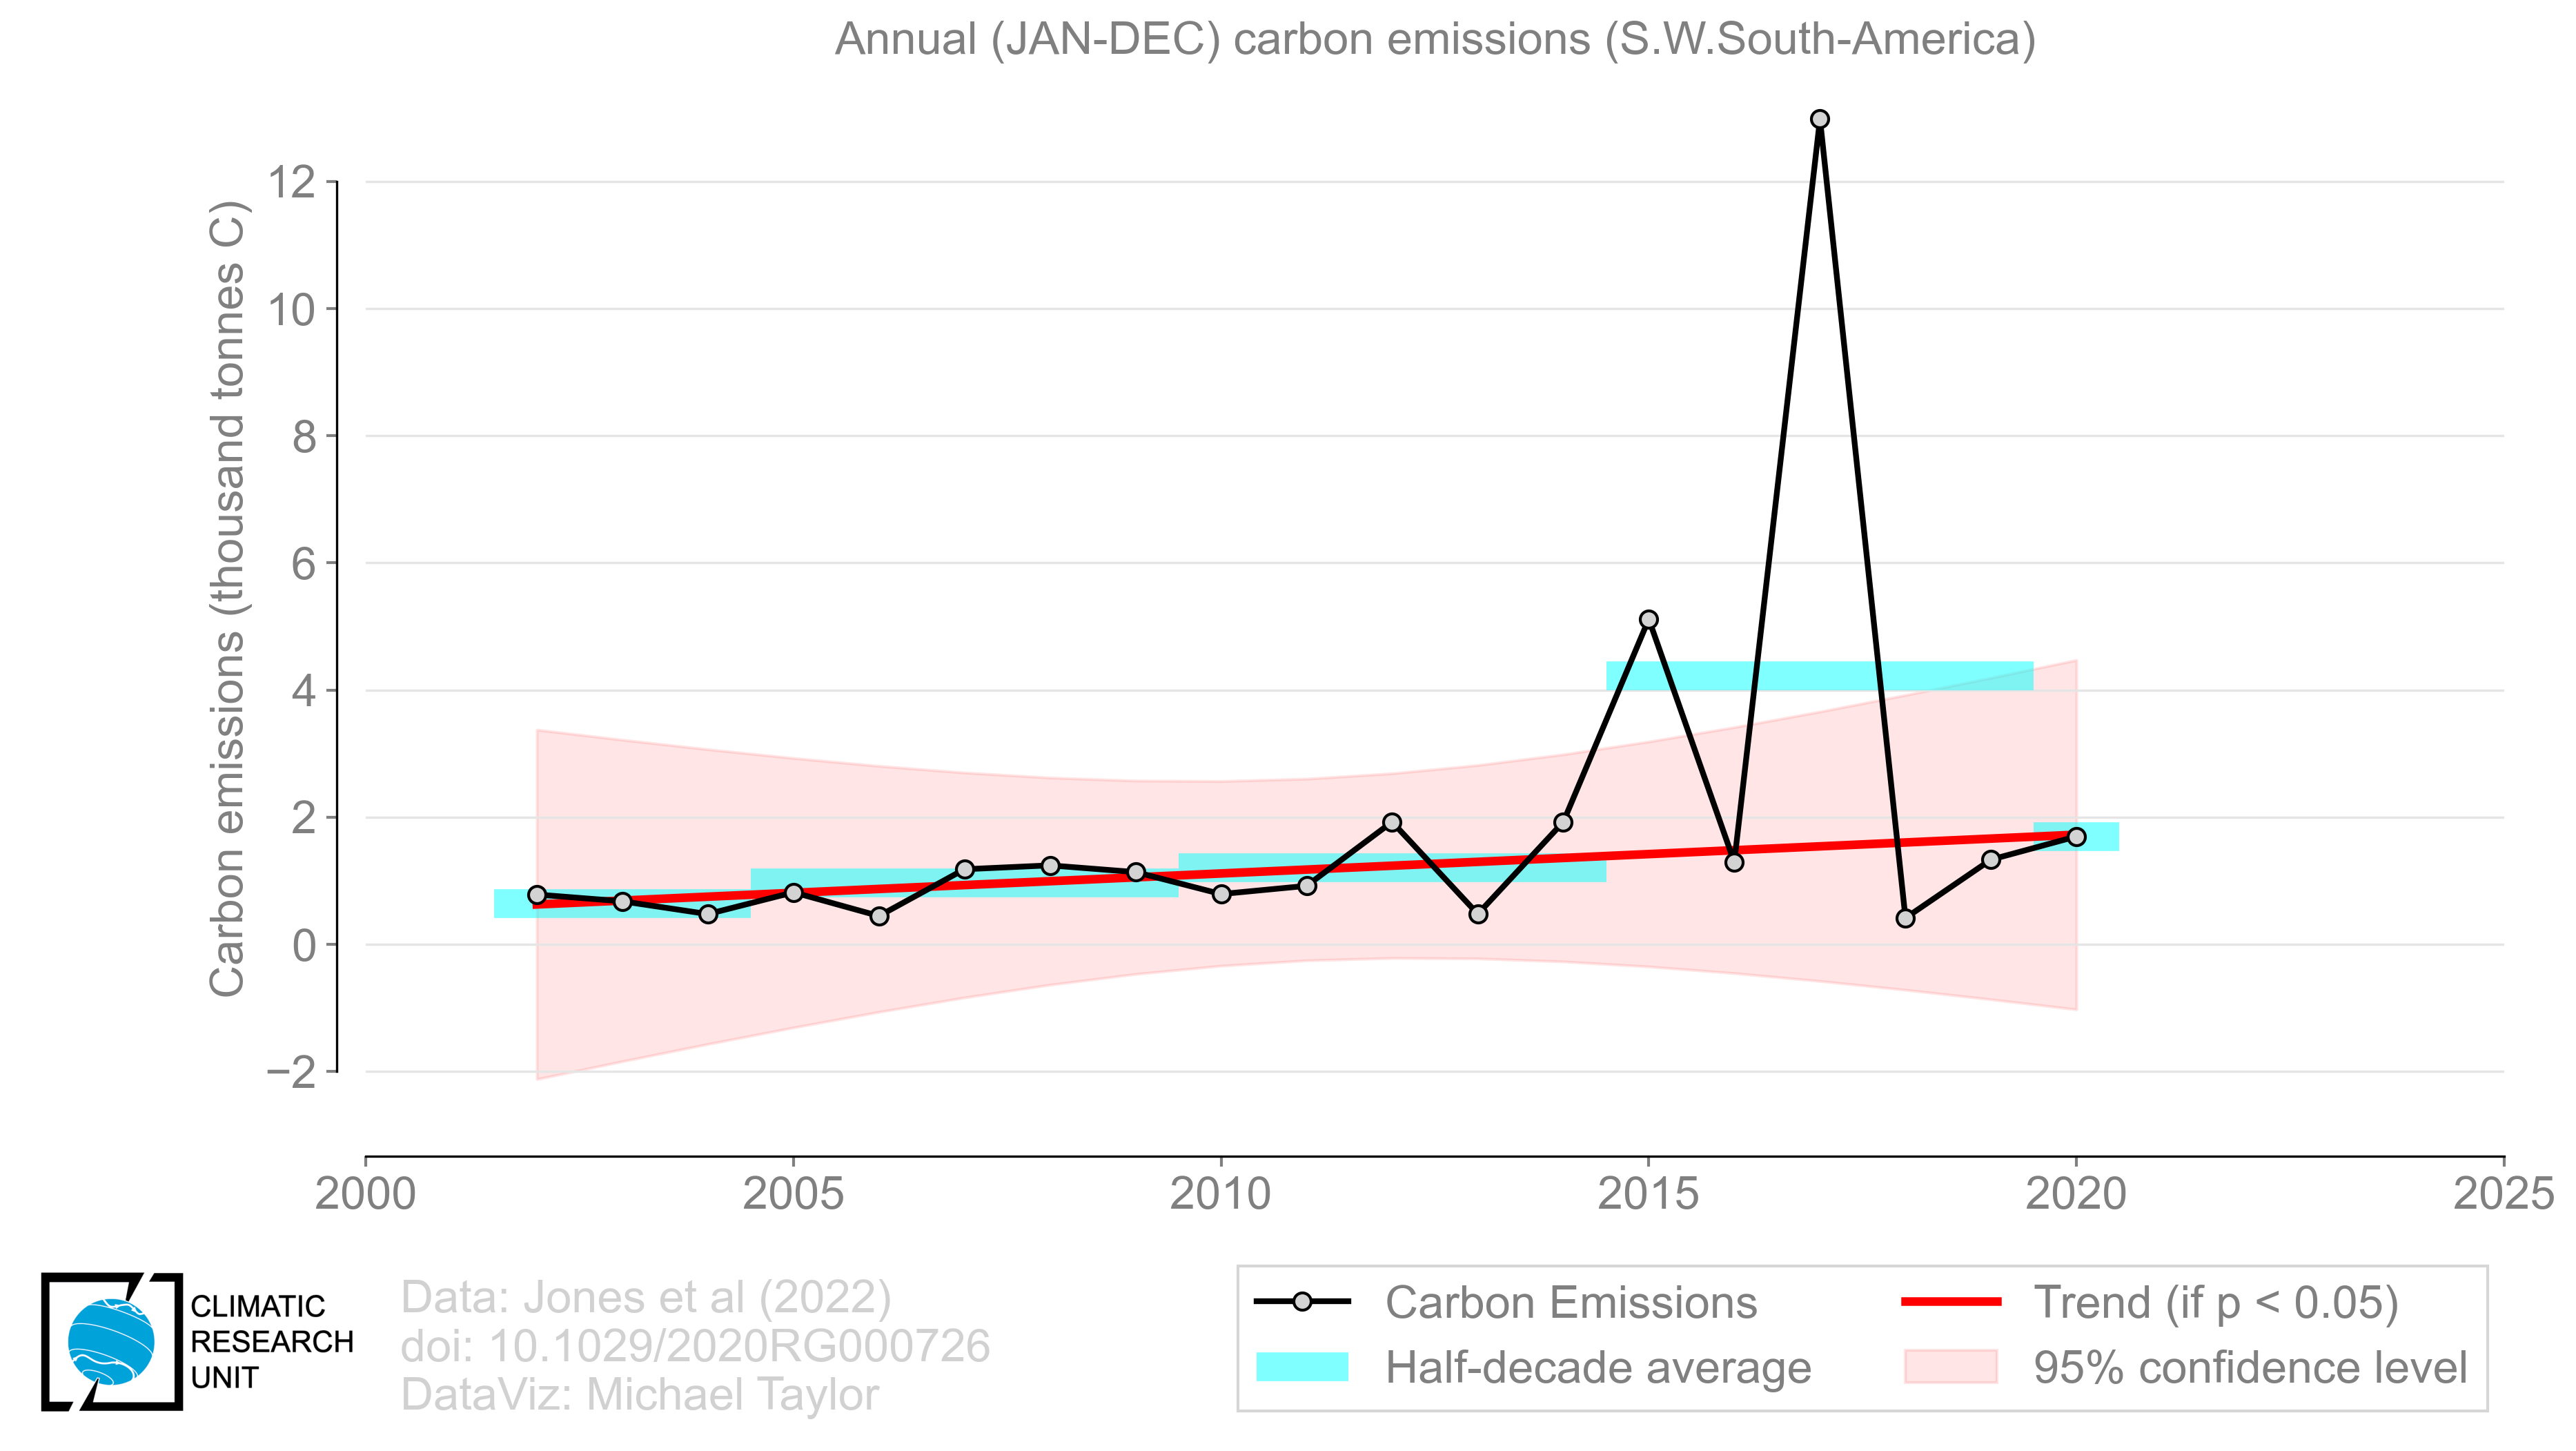 Annual (JAN-DEC) carbon emissions (S.W.South-America)
Carbon emissions (thousand tonnes C)
12
10
8
6
4
2
0
−2
2000 2005 2010 2015 2020 2025
CLIMATIC
RESEARCH
UNIT
Data: Jones et al (2022)
doi: 10.1029/2020RG000726
DataViz: Michael Taylor
Carbon Emissions
Half-decade average
Trend (if p < 0.05)
95% confidence level